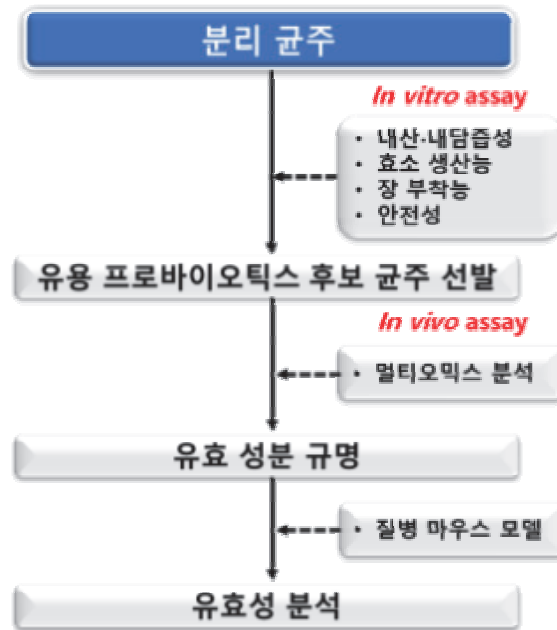 분리 균주
In vitro assay
· 내산·내담즙성
· 효소 생산능
· 장 부착능
· 안전성
유용 프로바이오틱스 후보 균주 선발
In vivo assay
· 멀티오믹스 분석
유효 성분 규명
· 질병 마우스 모델
유효성 분석